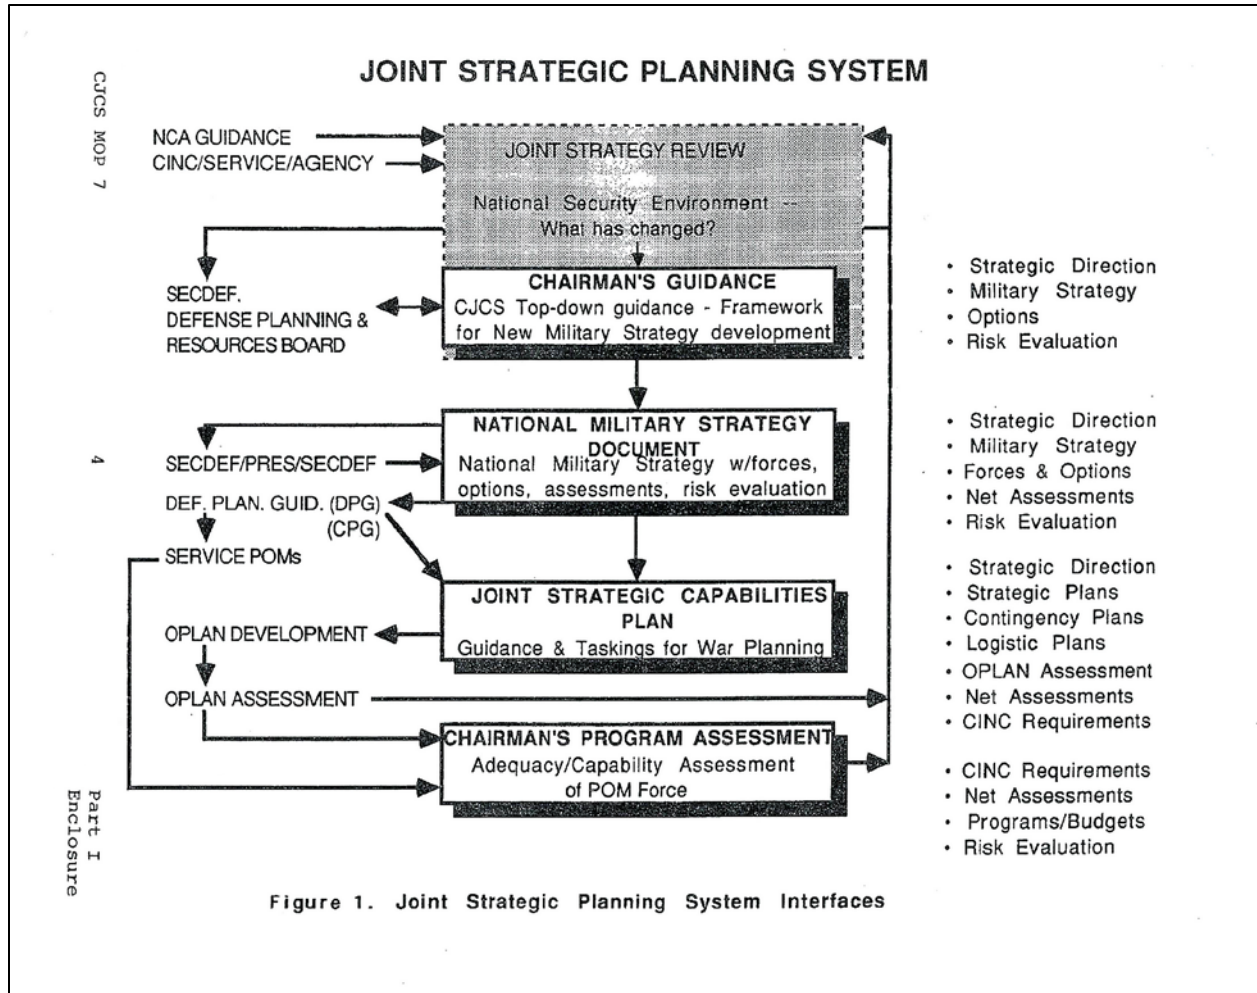 JOINT STRATEGIC PLANNING SYSTEM
CJCS MOP 7
4
Part I
Enclosure
NCA GUIDANCE
CINC/SERVICE/AGENCY
JOINT STRATEGY REVIEW
National Security Environment --
What has changed?
SECDEF.
DEFENSE PLANNING &
RESOURCES BOARD
CHAIRMAN'S GUIDANCE
CJCS Top-down guidance - Framework
for New Military Strategy development
• Strategic Direction
• Military Strategy
• Options
• Risk Evaluation
SECDEF/PRES/SECDEF
DEF. PLAN. GUID. (DPG)
(CPG)
SERVICE POMs
NATIONAL MILITARY STRATEGY
DOCUMENT
National Military Strategy w/forces,
options, assessments, risk evaluation
• Strategic Direction
• Military Strategy
• Forces & Options
• Net Assessments
• Risk Evaluation
OPLAN DEVELOPMENT
OPLAN ASSESSMENT
JOINT STRATEGIC CAPABILITIES
PLAN
Guidance & Taskings for War Planning
• Strategic Direction
• Strategic Plans
• Contingency Plans
• Logistic Plans
• OPLAN Assessment
• Net Assessments
• CINC Requirements
CHAIRMAN'S PROGRAM ASSESSMENT
Adequacy/Capability Assessment
of POM Force
• CINC Requirements
• Net Assessments
• Programs/Budgets
• Risk Evaluation
Figure 1. Joint Strategic Planning System Interfaces